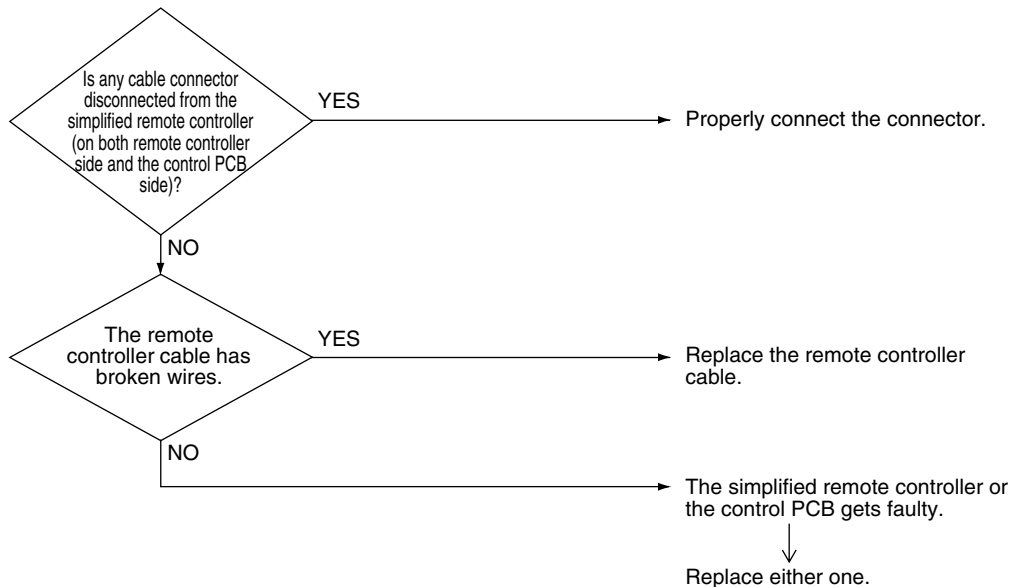 Is any cable connector
disconnected from the
simplified remote controller
(on both remote controller
side and the control PCB
side)?
YES
Properly connect the connector.
NO
The remote
controller cable has
broken wires.
YES
Replace the remote controller
cable.
NO
The simplified remote controller or
the control PCB gets faulty.
Replace either one.